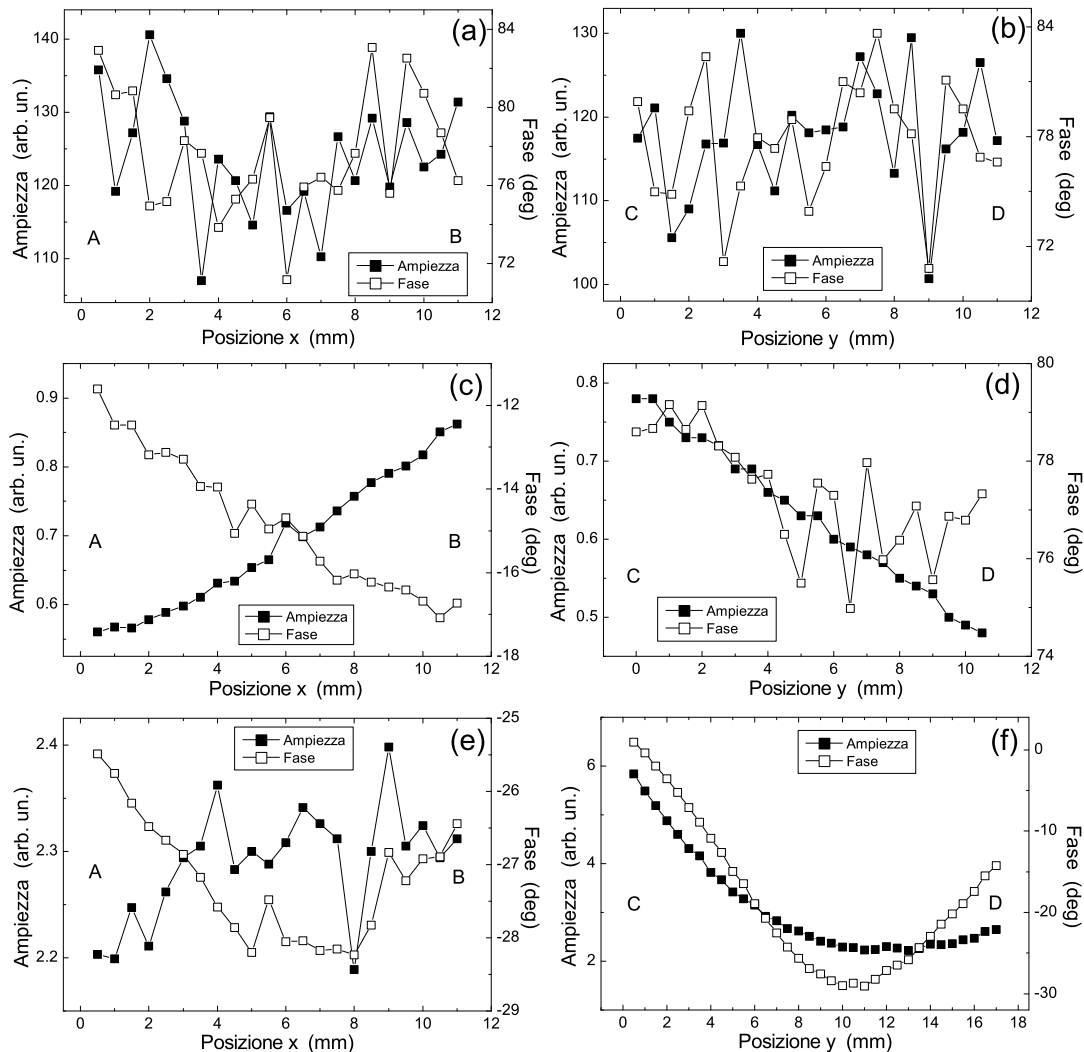 (a)
140
130
120
110
84
80
76
72
0 2 4 6 8 10 12
Ampiezza (arb. un.)
Fase (deg)
Posizione x (mm)
A
B
Ampiezza
Fase
(b)
130
120
110
100
84
78
72
0 2 4 6 8 10 12
Ampiezza (arb. un.)
Fase (deg)
Posizione y (mm)
C
D
Ampiezza
Fase
(c)
0.9
0.8
0.7
0.6
-12
-14
-16
-18
0 2 4 6 8 10 12
Ampiezza (arb. un.)
Fase (deg)
Posizione x (mm)
A
B
Ampiezza
Fase
(d)
0.8
0.7
0.6
0.5
80
78
76
74
0 2 4 6 8 10 12
Ampiezza (arb. un.)
Fase (deg)
Posizione y (mm)
C
D
Ampiezza
Fase
(e)
2.4
2.3
2.2
-25
-26
-27
-28
-29
0 2 4 6 8 10 12
Ampiezza (arb. un.)
Fase (deg)
Posizione x (mm)
A
B
Ampiezza
Fase
(f)
6
4
2
0
-10
-20
-30
0 2 4 6 8 10 12 14 16 18
Ampiezza (arb. un.)
Fase (deg)
Posizione y (mm)
C
D
Ampiezza
Fase